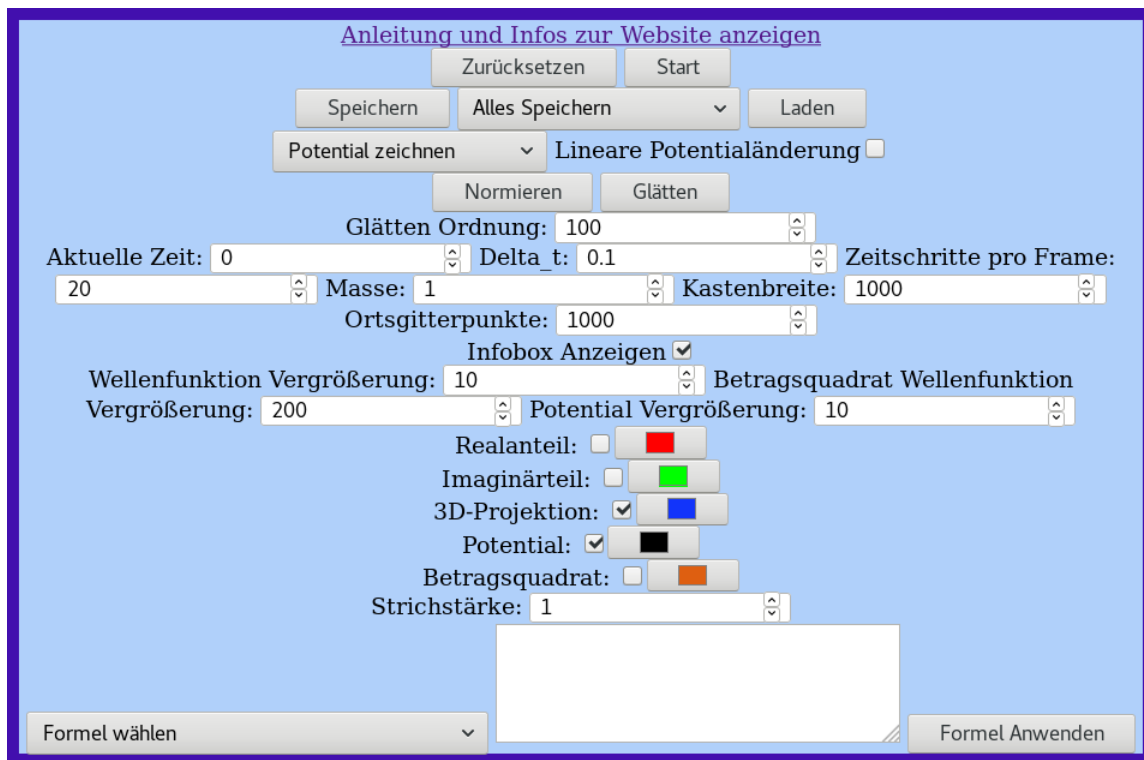 Anleitung und Infos zur Website anzeigen
Zurücksetzen Start
Speichern Alles Speichern Laden
Potential zeichnen Lineare Potentialänderung
Normieren Glätten
Glätten Ordnung: 100
Aktuelle Zeit: 0 Delta_t: 0.1 Zeitschritte pro Frame:
20 Masse: 1 Kastenbreite: 1000
Ortsgitterpunkte: 1000
Infobox Anzeigen
Wellenfunktion Vergrößerung: 10 Betragsquadrat Wellenfunktion
Vergrößerung: 200 Potential Vergrößerung: 10
Realanteil:
Imaginärteil:
3D-Projektion:
Potential:
Betragsquadrat:
Strichstärke: 1
Formel wählen Formel Anwenden